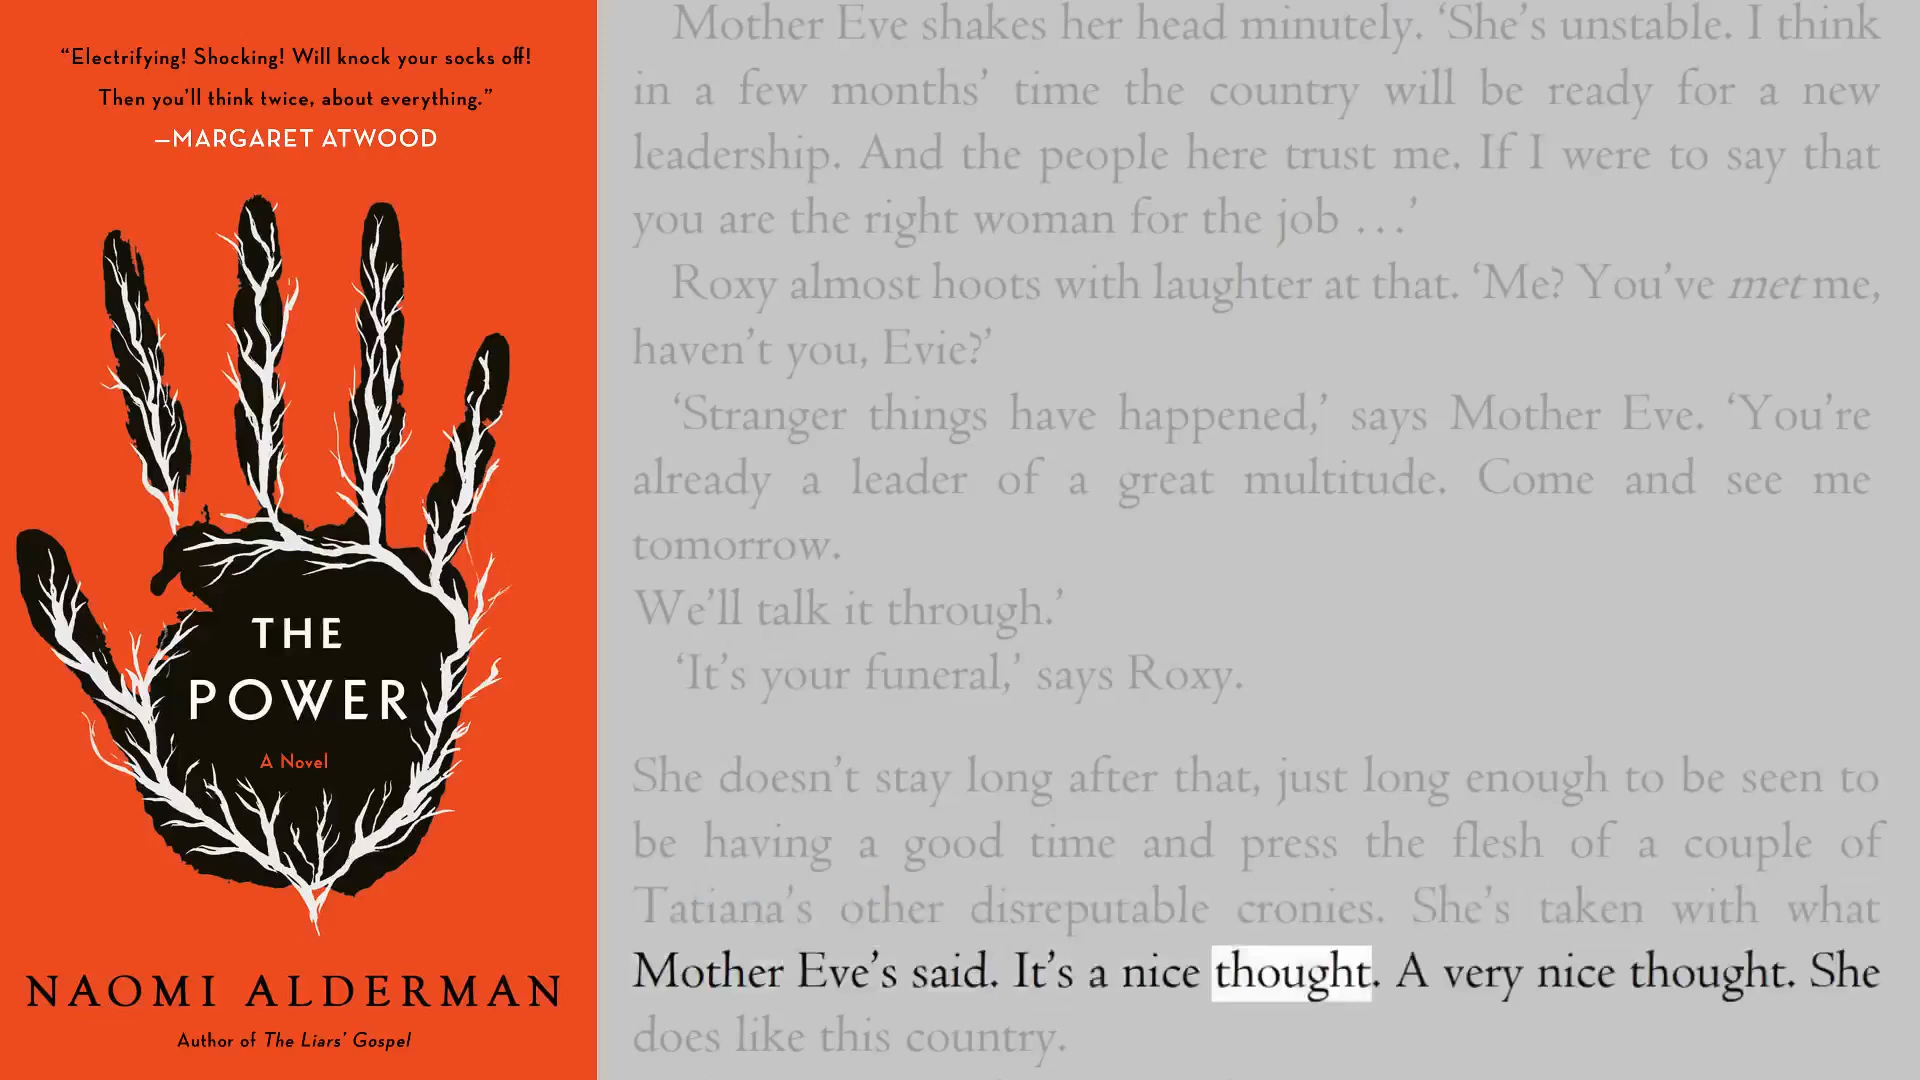 “Electrifying! Shocking! Will knock your socks off!
Then you’ll think twice, about everything.”
—MARGARET ATWOOD
THE
POWER
A Novel
NAOMI ALDERMAN
Author of The Liars’ Gospel
Mother Eve shakes her head minutely. ‘She’s unstable. I think
in a few months’ time the country will be ready for a new
leadership. And the people here trust me. If I were to say that
you are the right woman for the job . . .’
Roxy almost hoots with laughter at that. ‘Me? You’ve met me,
haven’t you, Evie?’
‘Stranger things have happened,’ says Mother Eve. ‘You’re
already a leader of a great multitude. Come and see me
tomorrow.
We’ll talk it through.’
‘It’s your funeral,’ says Roxy.
She doesn’t stay long after that, just long enough to be seen to
be having a good time and press the flesh of a couple of
Tatiana’s other disreputable cronies. She’s taken with what
Mother Eve’s said. It’s a nice thought. A very nice thought. She
does like this country.